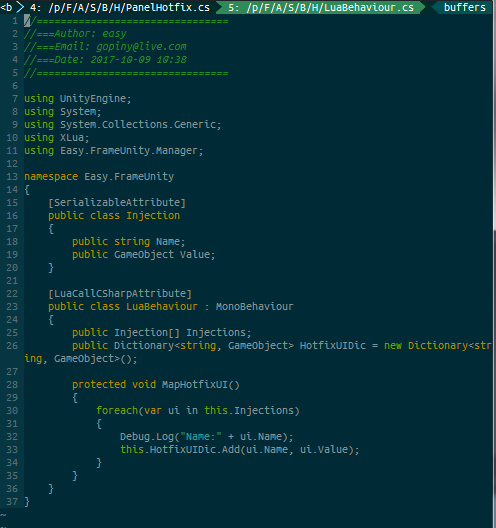 <b 4: /p/F/A/S/B/H/PanelHotfix.cs 5: /p/F/A/S/B/H/LuaBehaviour.cs buffers
1 //================================
2 //===Author: easy
3 //===Email: gopiny@live.com
4 //===Date: 2017-10-09 10:38
5 //================================
6
7 using UnityEngine;
8 using System;
9 using System.Collections.Generic;
10 using XLua;
11 using Easy.FrameUnity.Manager;
12
13 namespace Easy.FrameUnity
14 {
15     [SerializableAttribute]
16     public class Injection
17     {
18         public string Name;
19         public GameObject Value;
20     }
21
22     [LuaCallCSharpAttribute]
23     public class LuaBehaviour : MonoBehaviour
24     {
25         public Injection[] Injections;
26         public Dictionary<string, GameObject> HotfixUIDic = new Dictionary<str
ing, GameObject>();
27
28         protected void MapHotfixUI()
29         {
30             foreach(var ui in this.Injections)
31             {
32                 Debug.Log("Name:" + ui.Name);
33                 this.HotfixUIDic.Add(ui.Name, ui.Value);
34             }
35         }
36     }
37 }
~
~